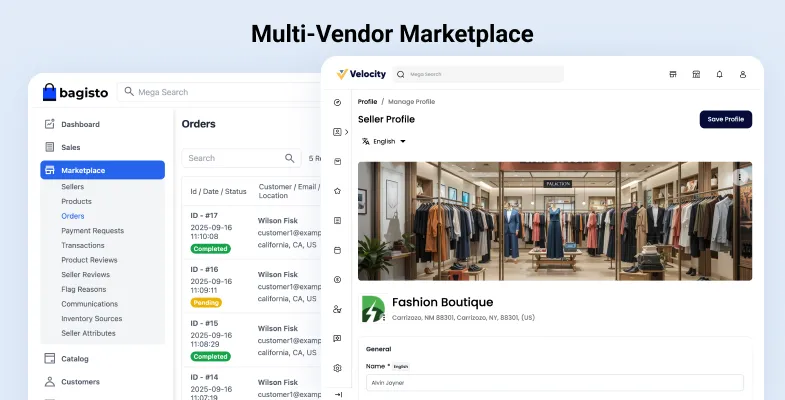 Multi-Vendor Marketplace
bagisto
Mega Search
Dashboard
Sales
Marketplace
Sellers
Products
Orders
Payment Requests
Transactions
Product Reviews
Seller Reviews
Flag Reasons
Communications
Inventory Sources
Seller Attributes
Catalog
Customers
Orders
Search
5 Re
Id / Date / Status
Customer / Email /
Location
ID - #17
2025-09-16
11:10:08
Completed
Wilson Fisk
customer1@examp
california, CA, US
ID - #16
2025-09-16
11:09:11
Pending
Wilson Fisk
customer1@examp
california, CA, US
ID - #15
2025-09-16
11:08:29
Completed
Wilson Fisk
customer1@examp
california, CA, US
ID - #14
2025-09-16
11:07:19
Wilson Fisk
customer1@examp
Velocity
Mega Search
Profile / Manage Profile
Seller Profile
Save Profile
English
Fashion Boutique
Carrizozo, NM 88301, Carrizozo, NY, 88301, (US)
General
Name * English
Alvin Joyner